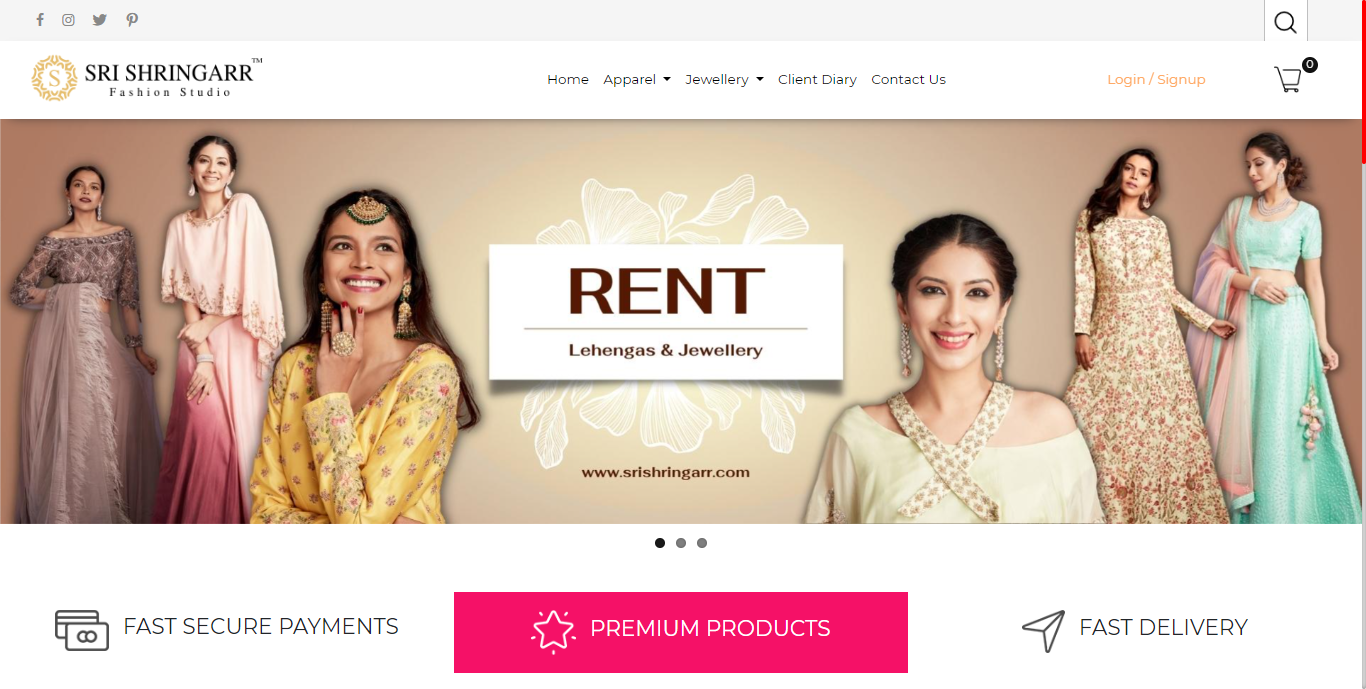 SRI SHRINGARR™
Fashion Studio
S
Home Apparel Jewellery Client Diary Contact Us
Login / Signup
0
RENT
Lehengas & Jewellery
www.srishringarr.com
FAST SECURE PAYMENTS
PREMIUM PRODUCTS
FAST DELIVERY